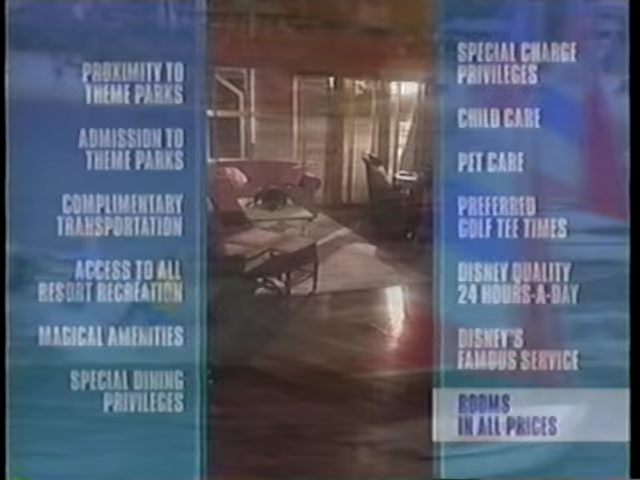 PROXIMITY TO
THEME PARKS
ADMISSION TO
THEME PARKS
COMPLIMENTARY
TRANSPORTATION
ACCESS TO ALL
RESORT RECREATION
MAGICAL AMENITIES
SPECIAL DINING
PRIVILEGES
SPECIAL CHARGE
PRIVILEGES
CHILD CARE
PET CARE
PREFERRED
GOLF TEE TIMES
DISNEY QUALITY
24 HOURS-A-DAY
DISNEY'S
FAMOUS SERVICE
ROOMS
IN ALL PRICES